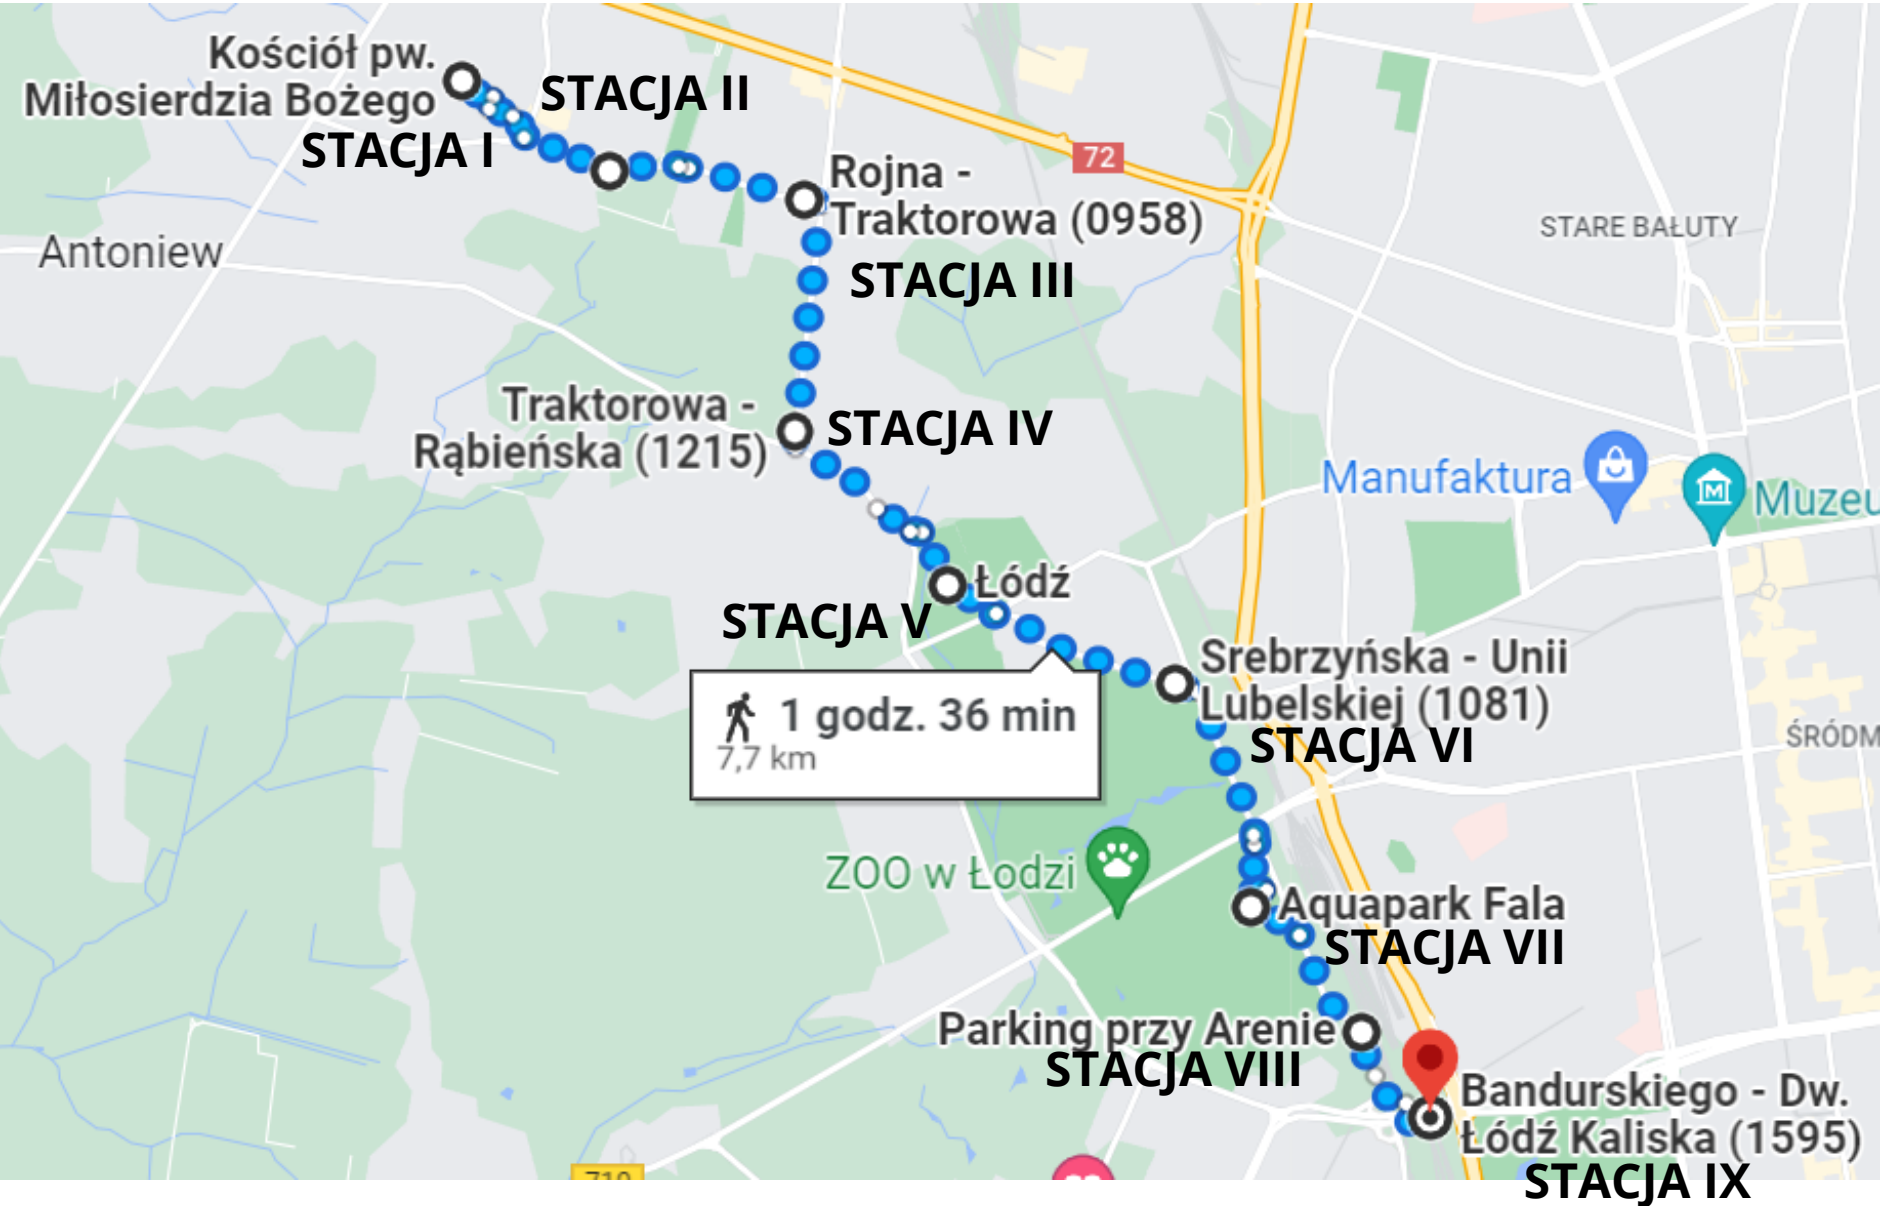 Kościół pw.
Miłosierdzia Bożego
STACJA I
STACJA II
72
Rojna -
Traktorowa (0958)
STACJA III
STARE BAŁUTY
Antoniew
Traktorowa -
Rąbieńska (1215)
STACJA IV
Manufaktura
Muzeu
Łódź
STACJA V
Srebrzyńska - Unii
Lubelskiej (1081)
STACJA VI
1 godz. 36 min
7,7 km
ŚRÓDM
ZOO w Łodzi
Aquapark Fala
STACJA VII
Parking przy Arenie
STACJA VIII
Bandurskiego - Dw.
Łódź Kaliska (1595)
STACJA IX